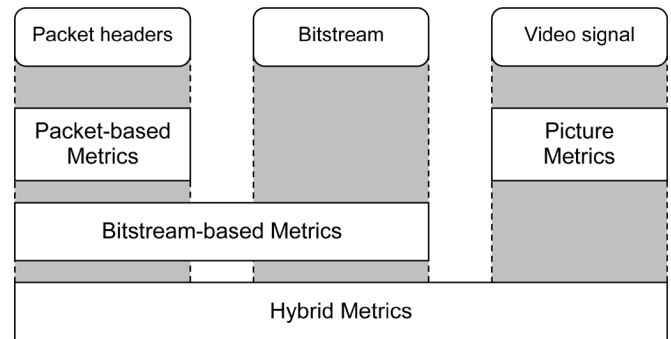 Packet headers
Bitstream
Video signal
Packet-based
Metrics
Picture
Metrics
Bitstream-based Metrics
Hybrid Metrics